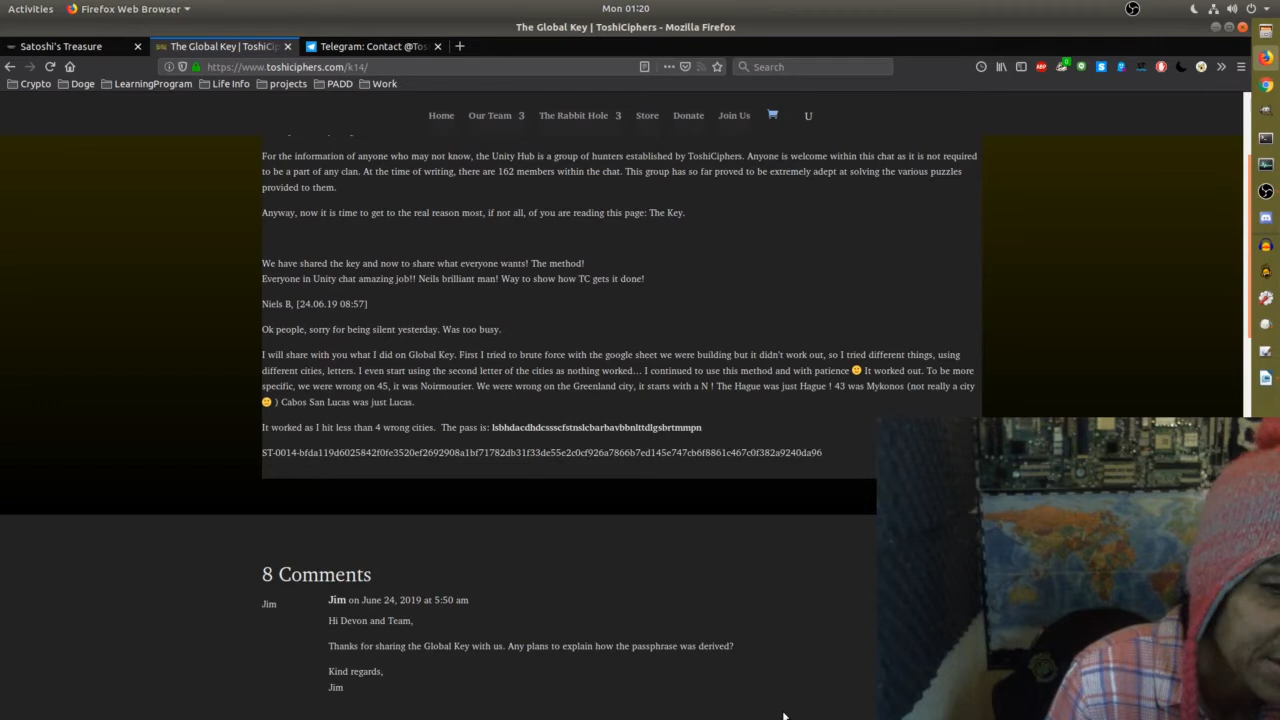 Activities
Firefox Web Browser
Mon 01:20
The Global Key | ToshiCiphers - Mozilla Firefox
Satoshi's Treasure
The Global Key | ToshiCip
Telegram: Contact @Tos
https://www.toshiciphers.com/k14/
Search
Crypto Doge LearningProgram Life Info projects PADD Work
Home Our Team 3 The Rabbit Hole 3 Store Donate Join Us U
For the information of anyone who may not know, the Unity Hub is a group of hunters established by ToshiCiphers. Anyone is welcome within this chat as it is not required
to be a part of any clan. At the time of writing, there are 162 members within the chat. This group has so far proved to be extremely adept at solving the various puzzles
provided to them.
Anyway, now it is time to get to the real reason most, if not all, of you are reading this page: The Key.
We have shared the key and now to share what everyone wants! The method!
Everyone in Unity chat amazing job!! Neils brilliant man! Way to show how TC gets it done!
Niels B, [24.06.19 08:57]
Ok people, sorry for being silent yesterday. Was too busy.
I will share with you what I did on Global Key. First I tried to brute force with the google sheet we were building but it didn't work out, so I tried different things, using
different cities, letters. I even start using the second letter of the cities as nothing worked… I continued to use this method and with patience 🙂 It worked out. To be more
specific, we were wrong on 45, it was Noirmoutier. We were wrong on the Greenland city, it starts with a N ! The Hague was just Hague ! 43 was Mykonos (not really a city
🙂 ) Cabos San Lucas was just Lucas.
It worked as I hit less than 4 wrong cities. The pass is: lsbhdacdhdcssscfstnslcbarbavbbnlttdlgsbrtmmpn
ST-0014-bfda119d6025842f0fe3520ef2692908a1bf71782db31f33de55e2c0cf926a7866b7ed145e747cb6f8861c467c0f382a9240da96
8 Comments
Jim
Jim on June 24, 2019 at 5:50 am
Hi Devon and Team,
Thanks for sharing the Global Key with us. Any plans to explain how the passphrase was derived?
Kind regards,
Jim